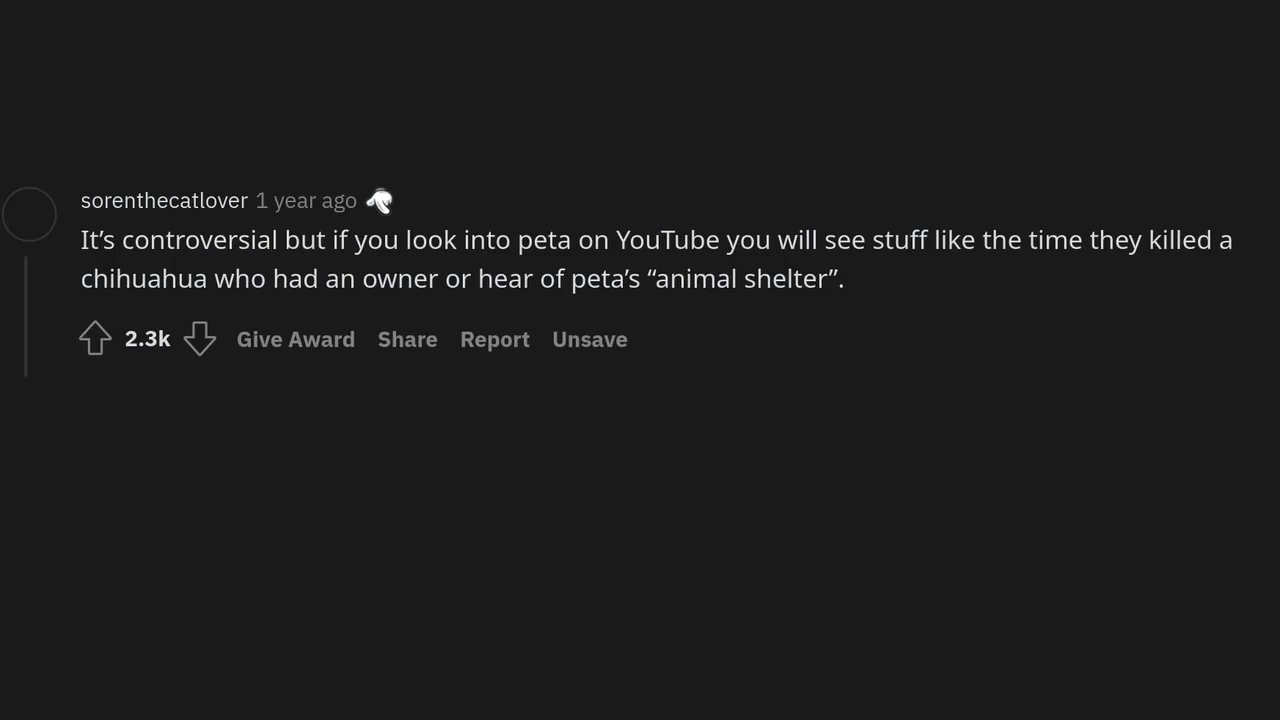 sorenthecatlover 1 year ago
It’s controversial but if you look into peta on YouTube you will see stuff like the time they killed a
chihuahua who had an owner or hear of peta’s “animal shelter”.
2.3k Give Award Share Report Unsave